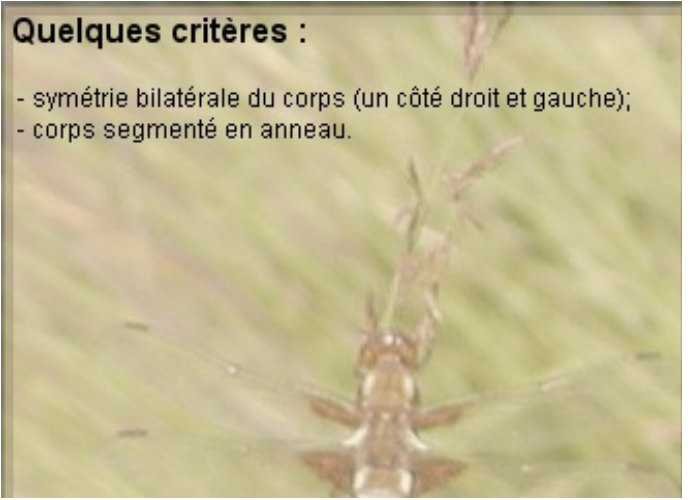 Quelques critères :
- symétrie bilatérale du corps (un côté droit et gauche);
- corps segmenté en anneau.